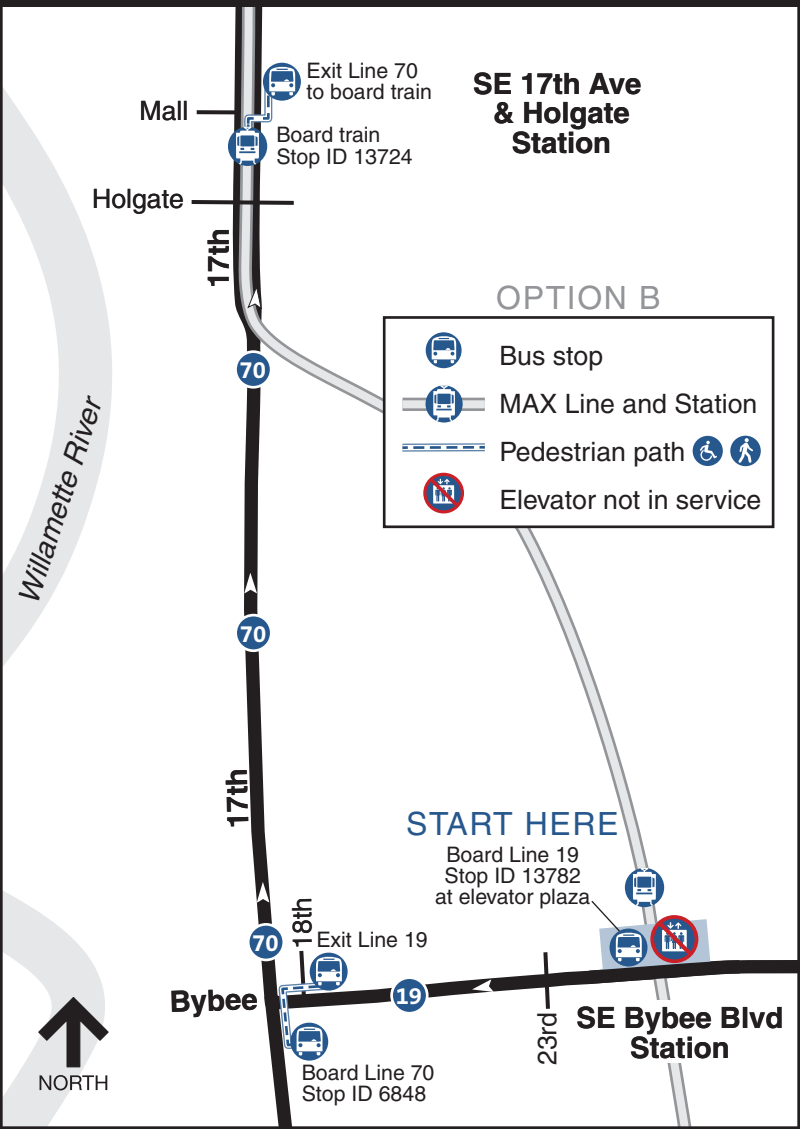 Exit Line 70
to board train
SE 17th Ave
& Holgate
Station
Mall
Board train
Stop ID 13724
Holgate
17th
OPTION B
Bus stop
MAX Line and Station
Pedestrian path
Elevator not in service
70
Willamette River
70
17th
START HERE
Board Line 19
Stop ID 13782
at elevator plaza
18th
70
Exit Line 19
Bybee
19
23rd
SE Bybee Blvd
Station
Board Line 70
Stop ID 6848
NORTH